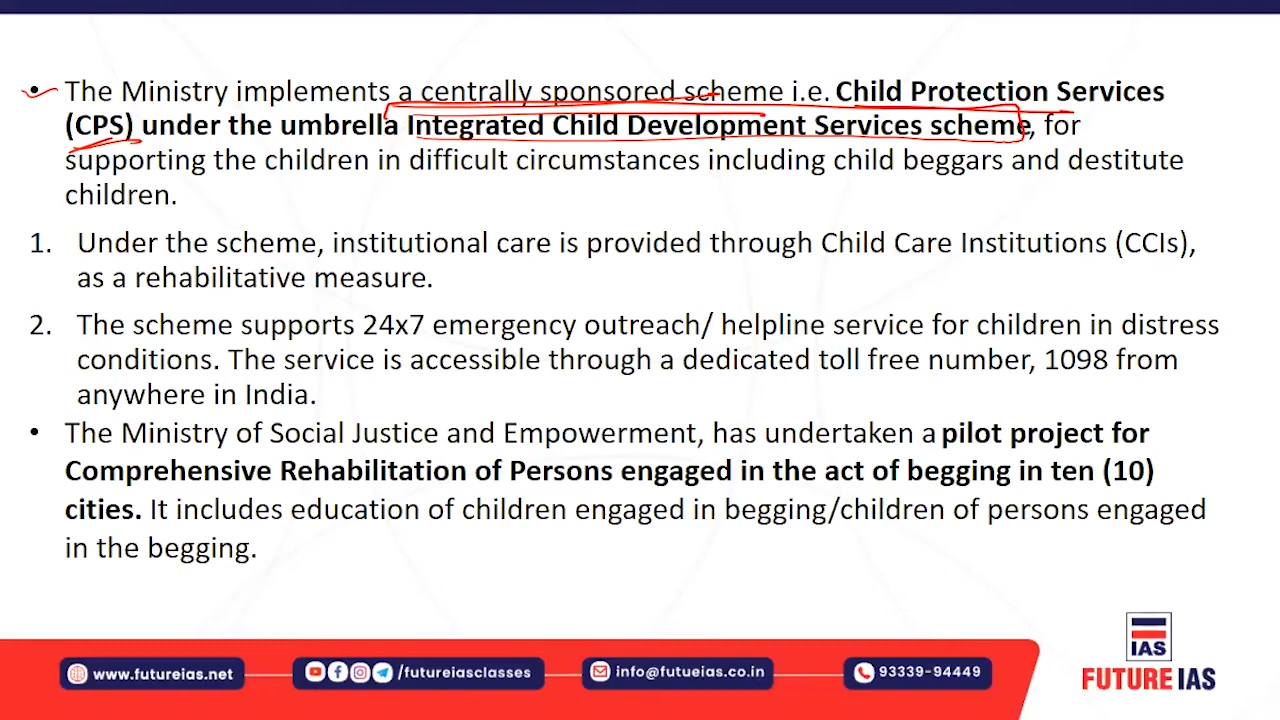 • The Ministry implements a centrally sponsored scheme i.e. Child Protection Services
(CPS) under the umbrella Integrated Child Development Services scheme, for
supporting the children in difficult circumstances including child beggars and destitute
children.
1. Under the scheme, institutional care is provided through Child Care Institutions (CCIs),
as a rehabilitative measure.
2. The scheme supports 24x7 emergency outreach/ helpline service for children in distress
conditions. The service is accessible through a dedicated toll free number, 1098 from
anywhere in India.
• The Ministry of Social Justice and Empowerment, has undertaken a pilot project for
Comprehensive Rehabilitation of Persons engaged in the act of begging in ten (10)
cities. It includes education of children engaged in begging/children of persons engaged
in the begging.
IAS
www.futureias.net /futureiasclasses info@futueias.co.in 93339-94449 FUTURE IAS